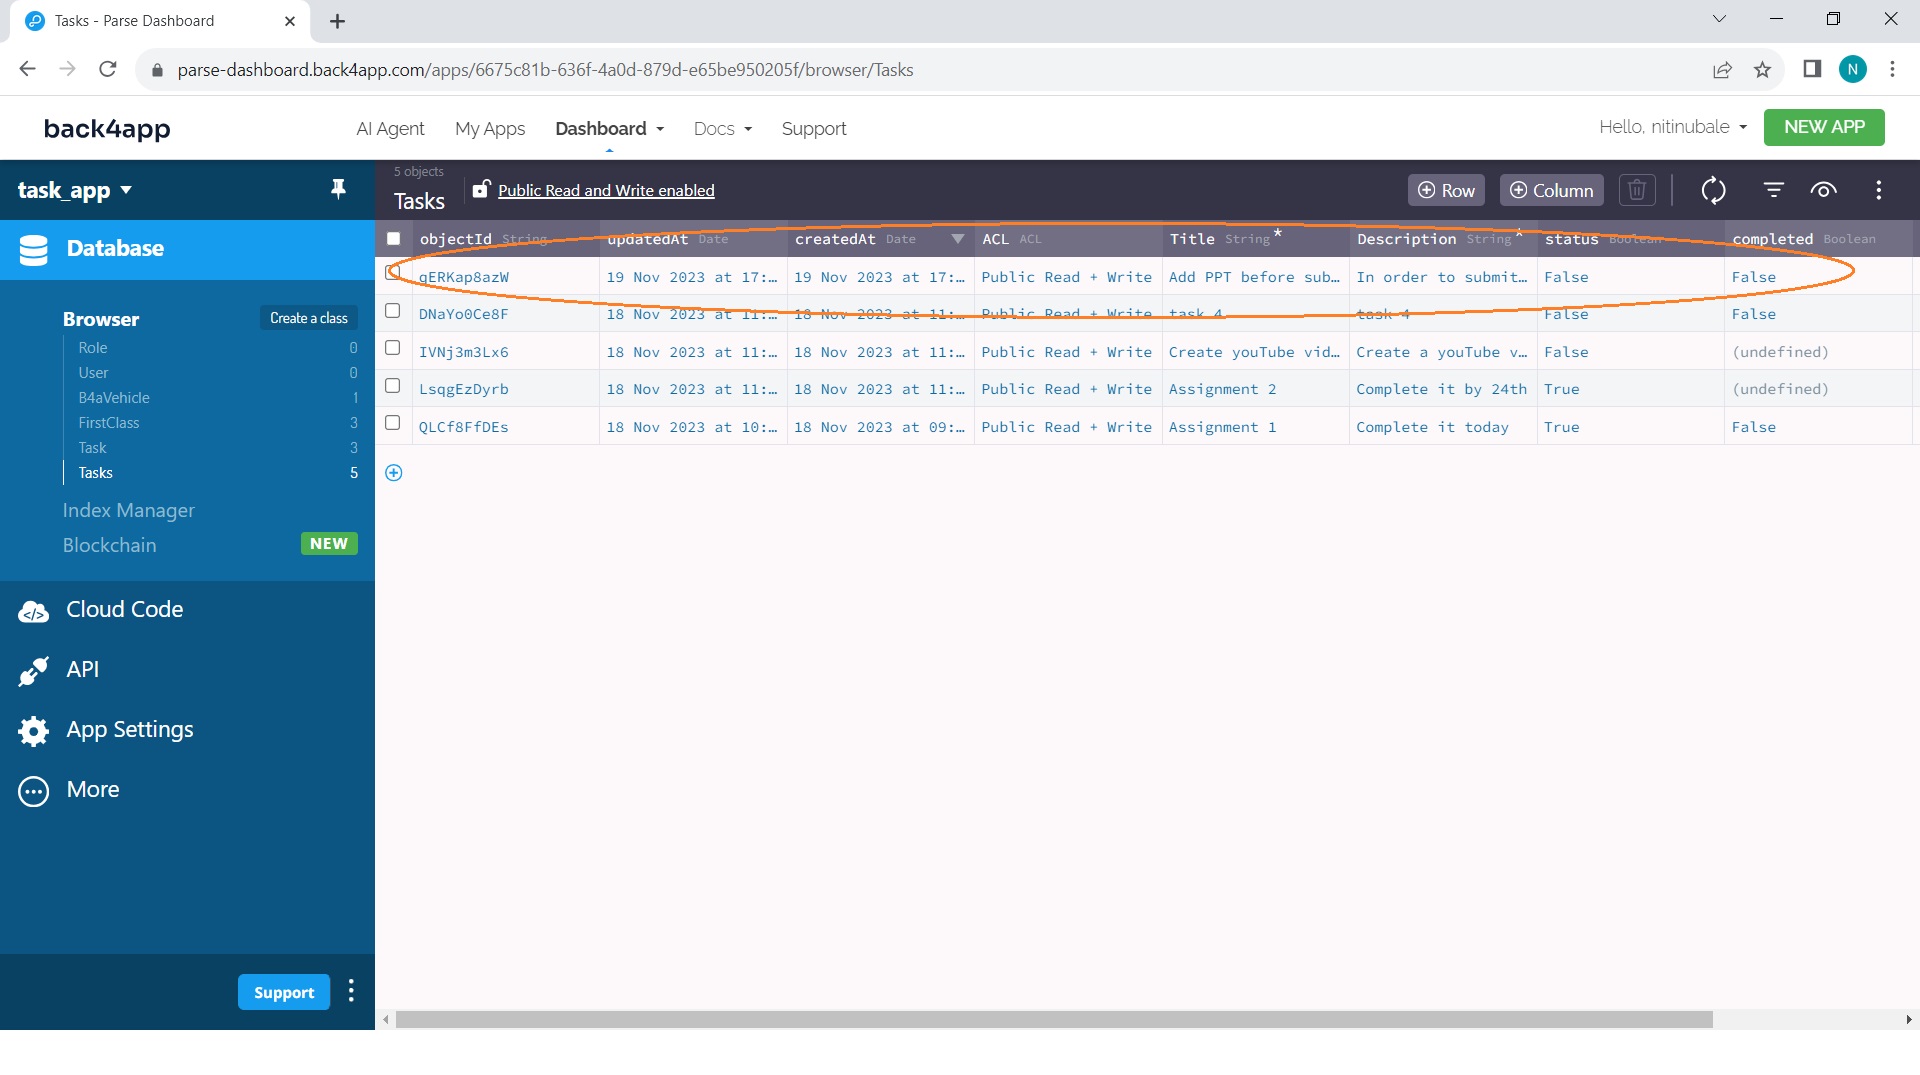 Tasks - Parse Dashboard
parse-dashboard.back4app.com/apps/6675c81b-636f-4a0d-879d-e65be950205f/browser/Tasks
N
back4app
AI Agent My Apps Dashboard Docs Support
Hello, nitinubale NEW APP
task_app
Database
Browser Create a class
Role 0
User 0
B4aVehicle 1
FirstClass 3
Task 3
Tasks 5
Index Manager
Blockchain NEW
Cloud Code
API
App Settings
More
Support
5 objects
Tasks
Public Read and Write enabled
Row Column
objectId String updatedAt Date createdAt Date ACL ACL Title String * Description String * status Boolean completed Boolean
qERKap8azW 19 Nov 2023 at 17:… 19 Nov 2023 at 17:… Public Read + Write Add PPT before sub… In order to submit… False False
DNaYo0Ce8F 18 Nov 2023 at 11:… 18 Nov 2023 at 11:… Public Read + Write task 4 task 4 False False
IVNj3m3Lx6 18 Nov 2023 at 11:… 18 Nov 2023 at 11:… Public Read + Write Create youTube vid… Create a youTube v… False (undefined)
LsqgEzDyrb 18 Nov 2023 at 11:… 18 Nov 2023 at 11:… Public Read + Write Assignment 2 Complete it by 24th True (undefined)
QLCf8FfDEs 18 Nov 2023 at 10:… 18 Nov 2023 at 09:… Public Read + Write Assignment 1 Complete it today True False